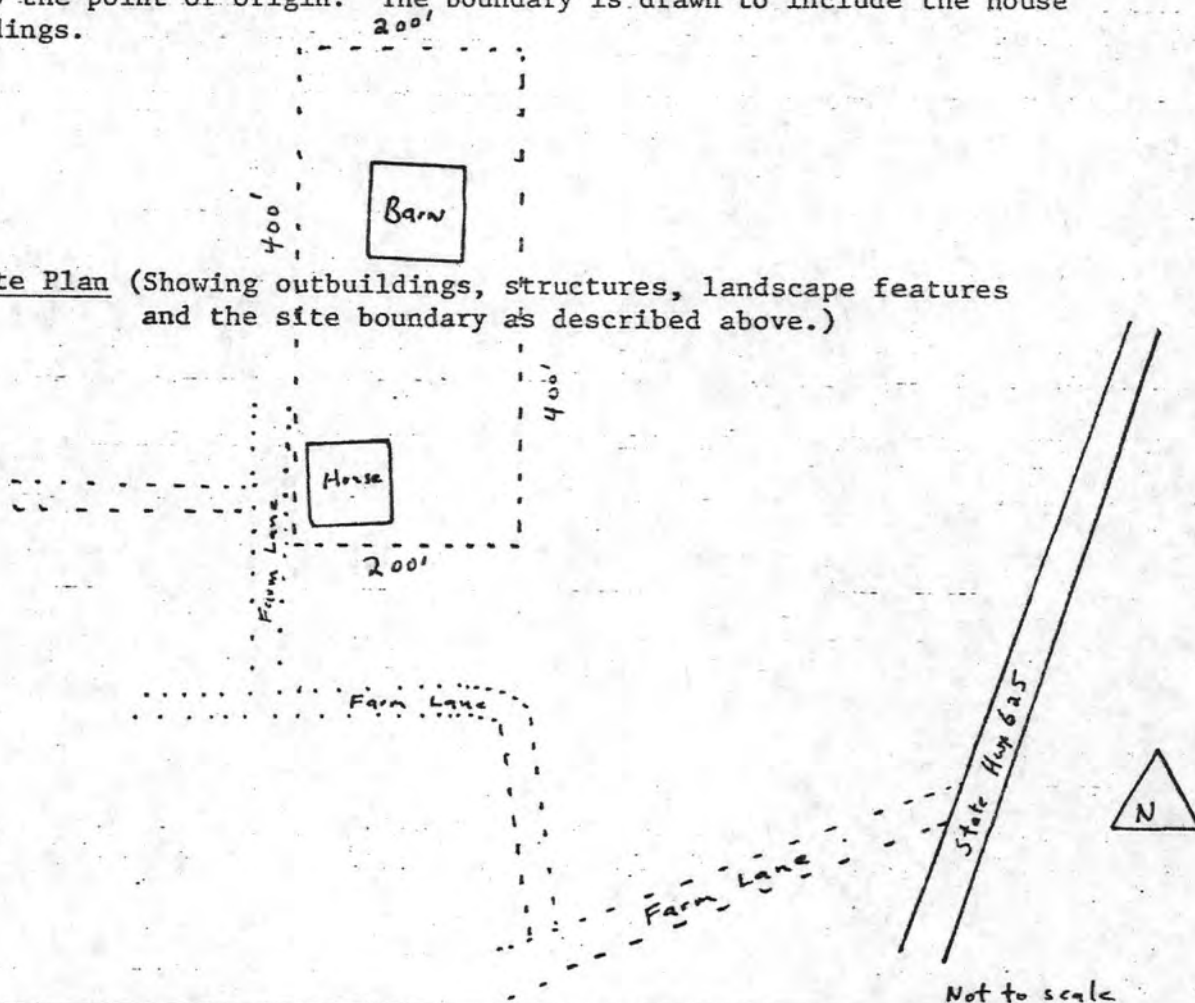 the point of origin. The boundary is drawn to include the house
lings.
200'
400'
Barn
te Plan (Showing outbuildings, structures, landscape features
and the site boundary as described above.)
400'
House
Farm Lane
200'
Farm Lane
State Hwy 625
N
Farm Lane
Not to scale